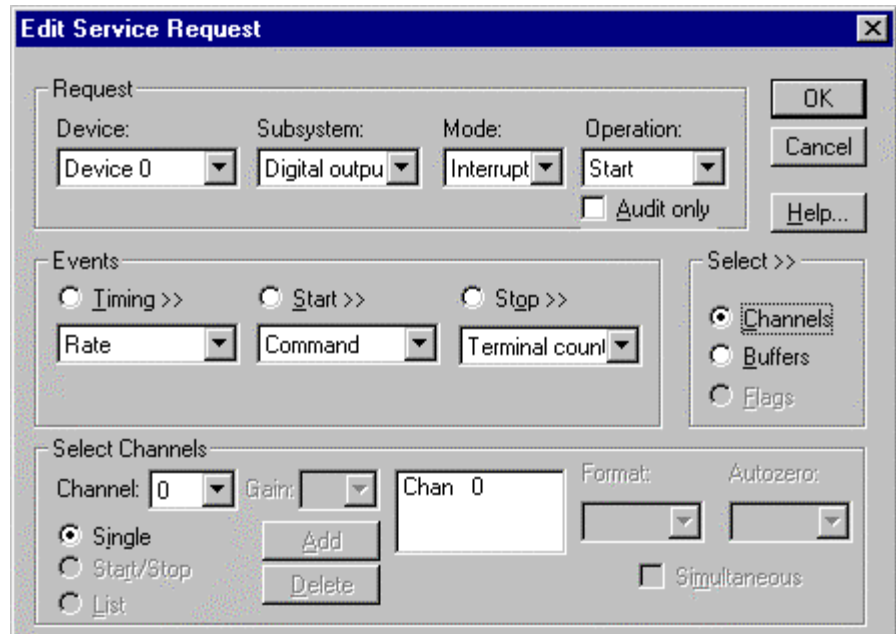 Edit Service Request
Request
OK
Device: Subsystem: Mode: Operation:
Device 0 Digital outpu Interrupt Start
Cancel
Audit only
Help...
Events
Select >>
Timing >> Start >> Stop >>
Channels
Rate Command Terminal count
Buffers
Flags
Select Channels
Channel: 0 Gain: Chan 0 Format: Autozero:
Single Add
Start/Stop Delete Simultaneous
List